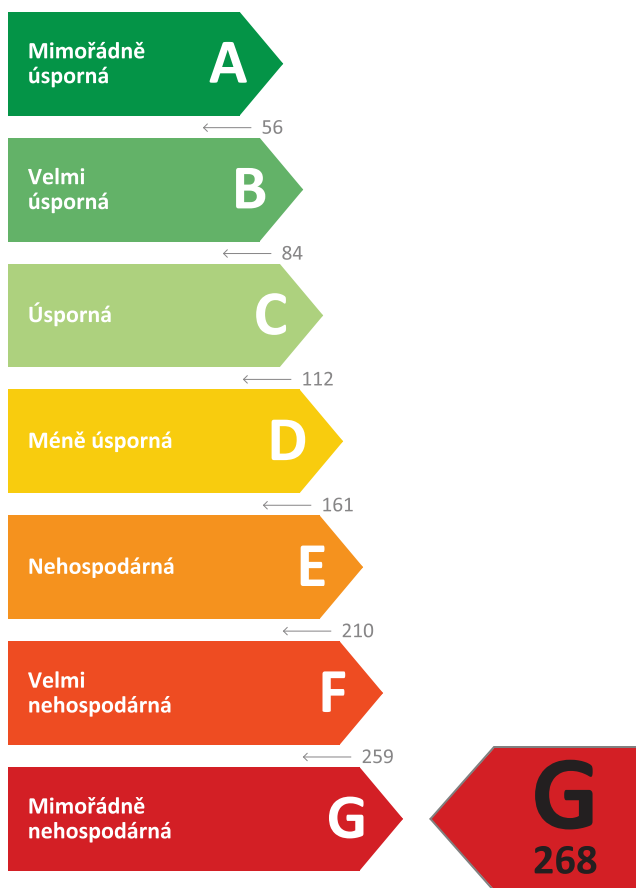 Mimořádně
úsporná
A
56
Velmi
úsporná
B
84
Úsporná
C
112
Méně úsporná
D
161
Nehospodárná
E
210
Velmi
nehospodárná
F
259
Mimořádně
nehospodárná
G
G
268